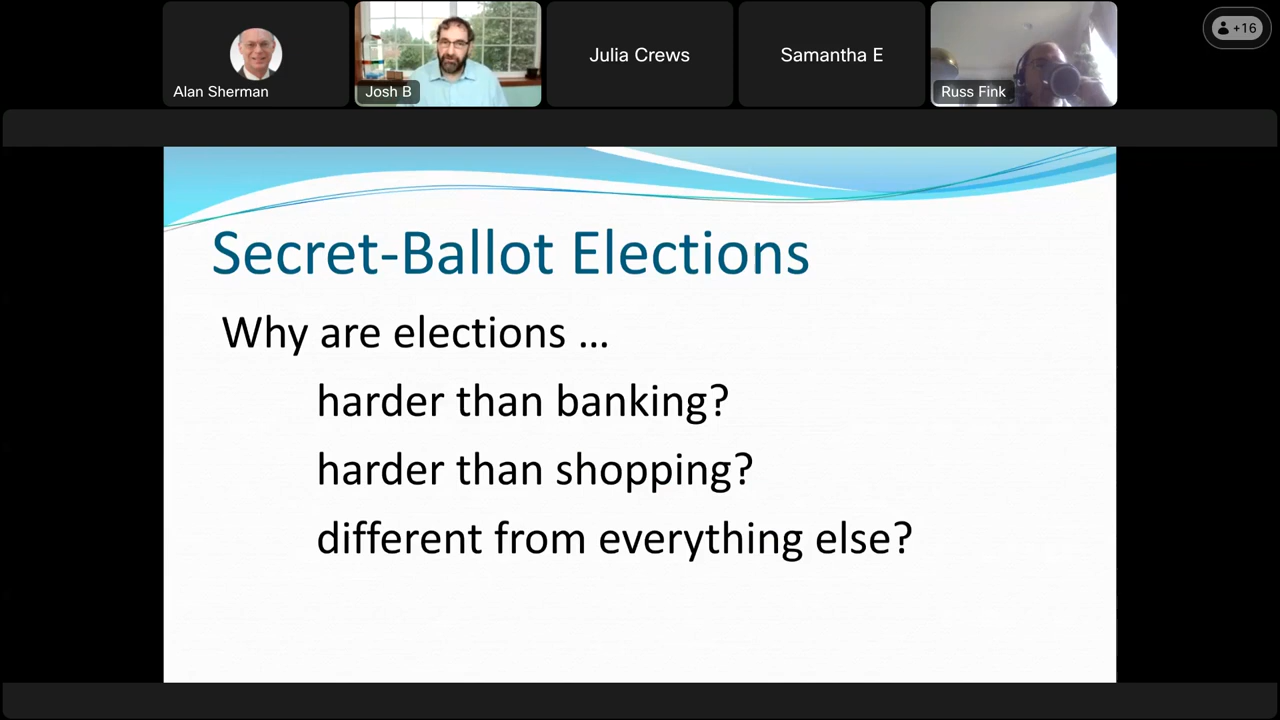 Alan Sherman
Josh B
Julia Crews
Samantha E
Russ Fink
+16
Secret-Ballot Elections
Why are elections …
harder than banking?
harder than shopping?
different from everything else?